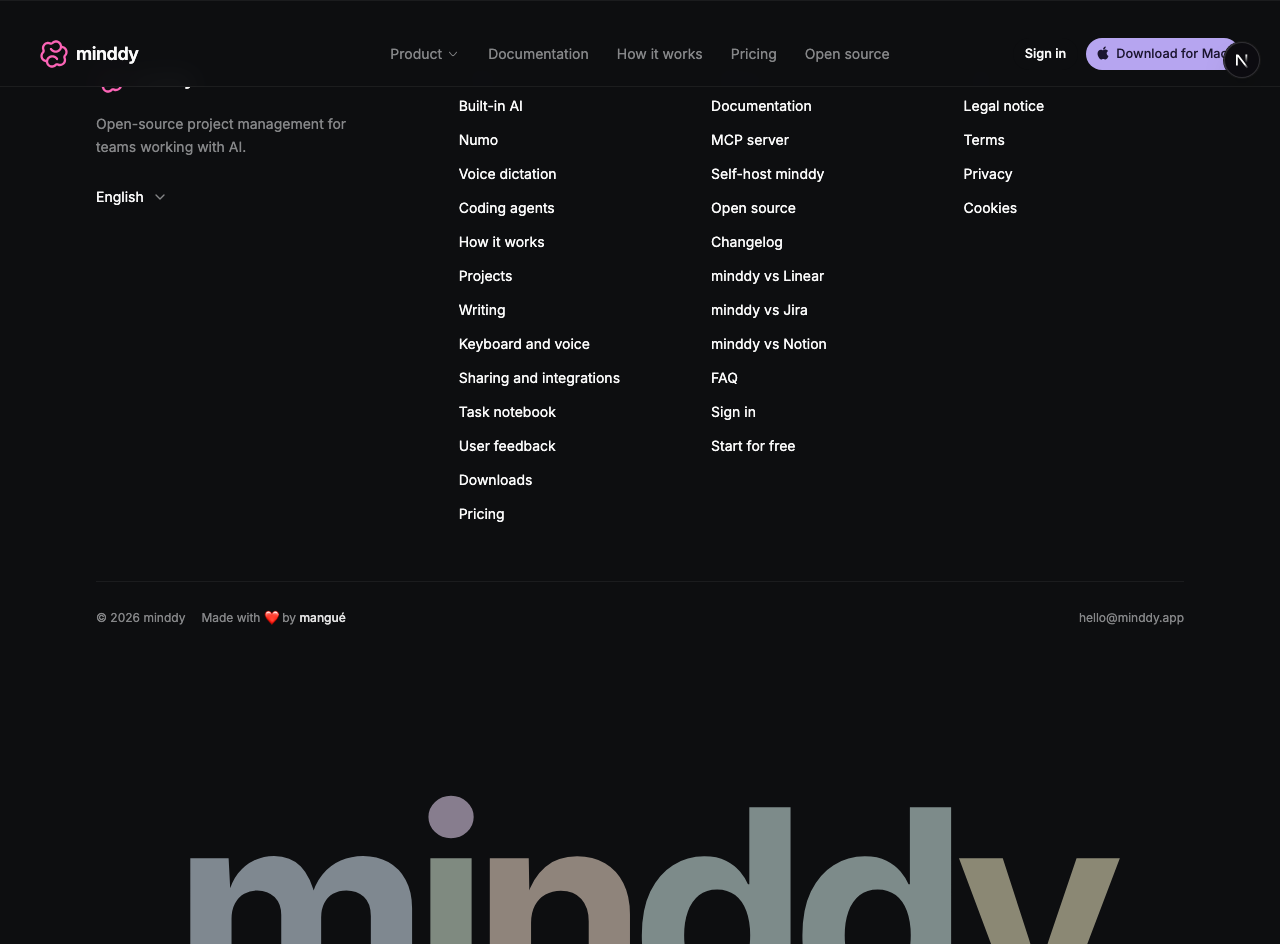 minddy
Product
Documentation
How it works
Pricing
Open source
Sign in
Download for Mac
N
Open-source project management for
teams working with AI.
English
Built-in AI
Numo
Voice dictation
Coding agents
How it works
Projects
Writing
Keyboard and voice
Sharing and integrations
Task notebook
User feedback
Downloads
Pricing
Documentation
MCP server
Self-host minddy
Open source
Changelog
minddy vs Linear
minddy vs Jira
minddy vs Notion
FAQ
Sign in
Start for free
Legal notice
Terms
Privacy
Cookies
© 2026 minddy
Made with ❤️ by mangué
hello@minddy.app
minddy